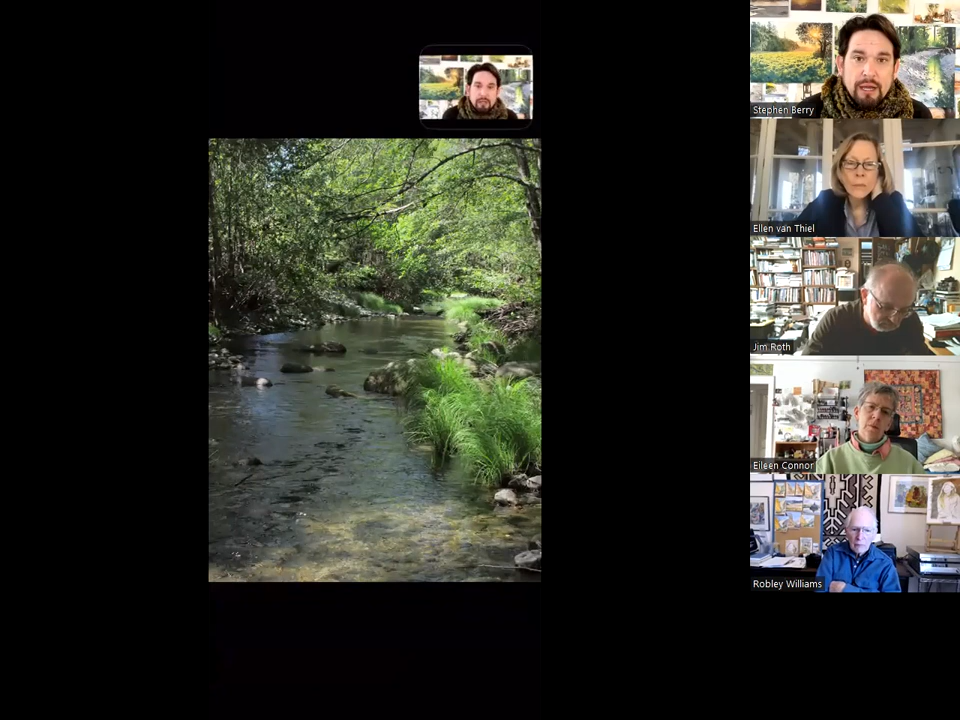 Stephen Berry
Ellen van Thiel
Jim Roth
Eileen Connor
Robley Williams